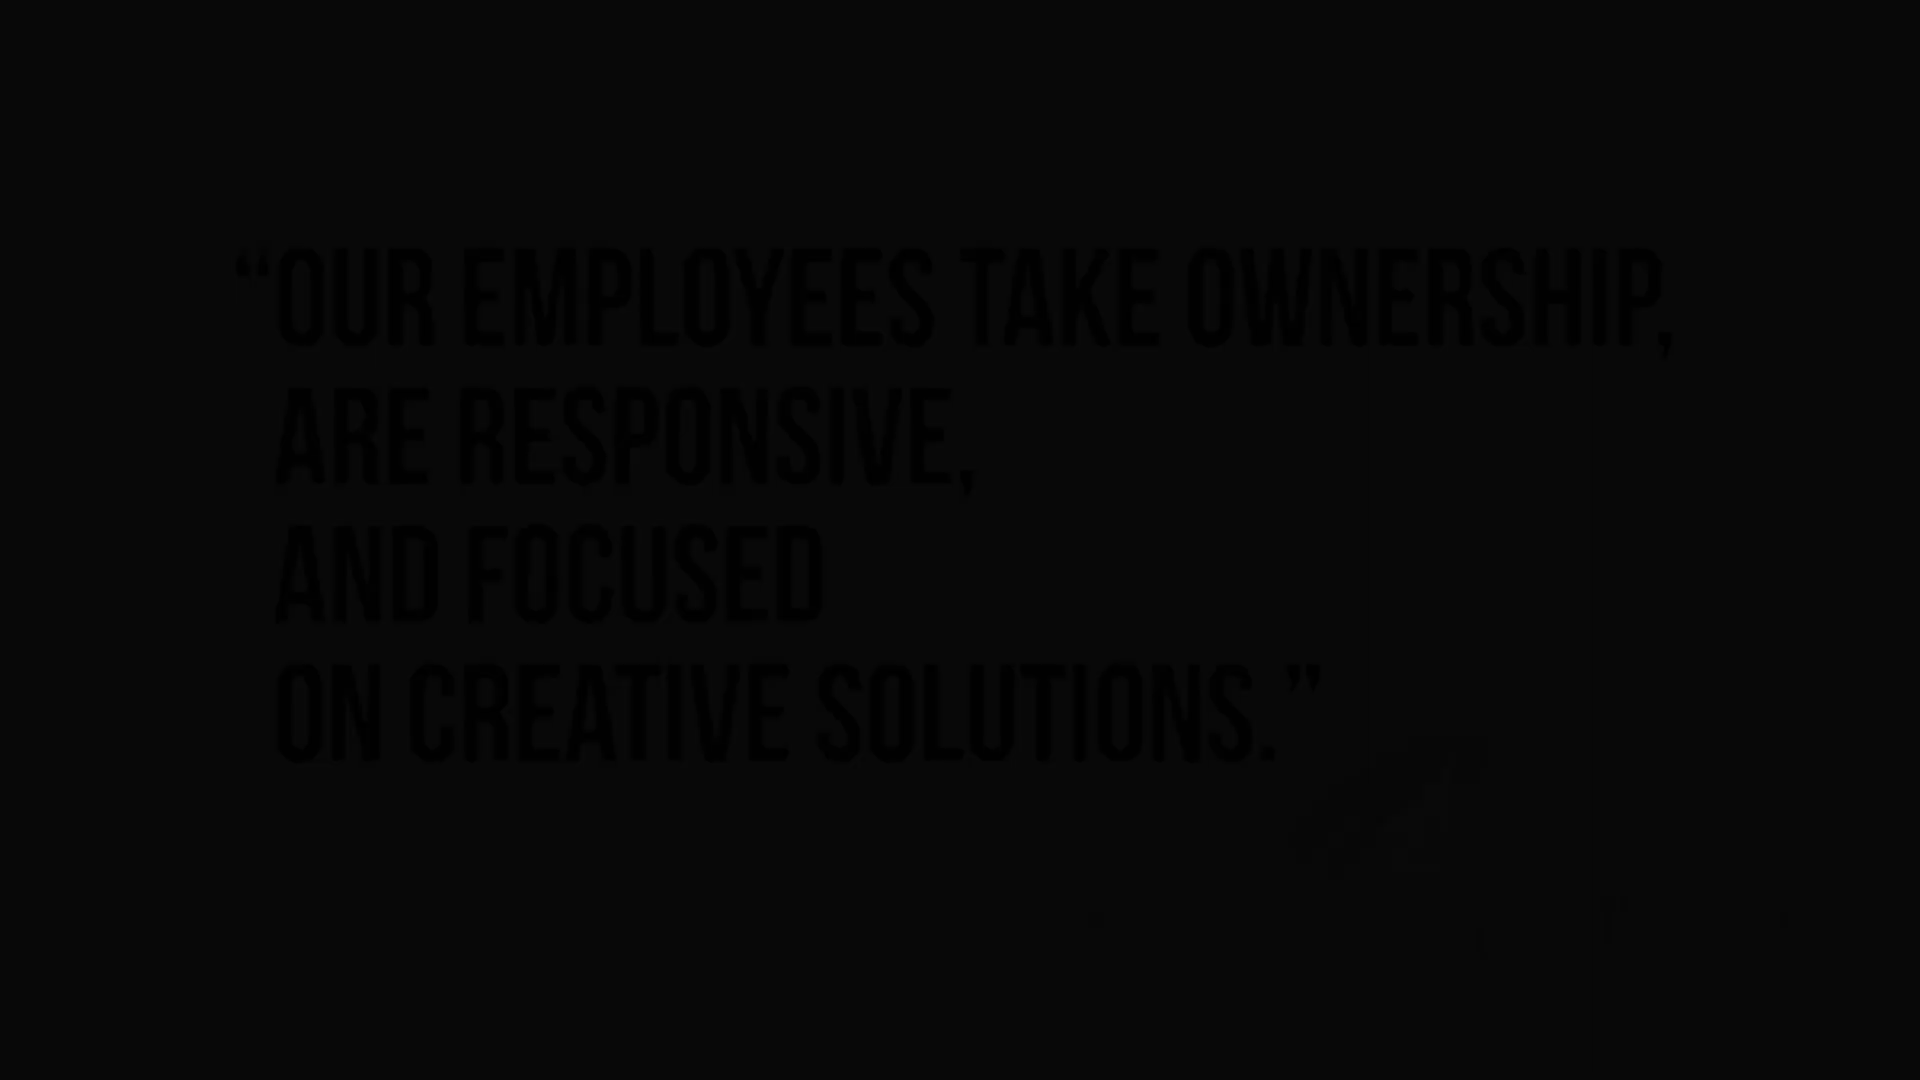 “OUR EMPLOYEES TAKE OWNERSHIP,
ARE RESPONSIVE,
AND FOCUSED
ON CREATIVE SOLUTIONS.”